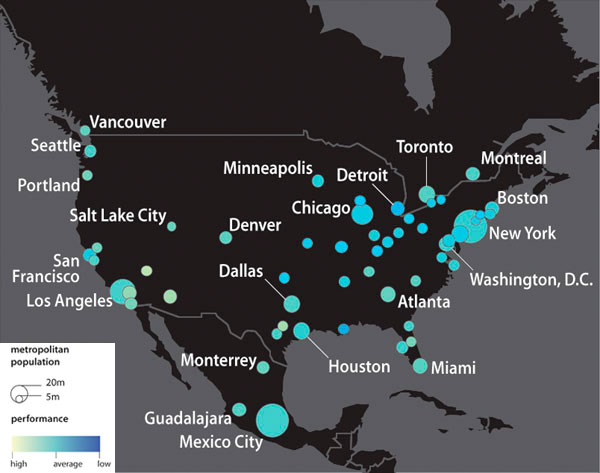 Vancouver
Seattle
Portland
Minneapolis
Detroit
Toronto
Montreal
Boston
Chicago
New York
Salt Lake City
Denver
San
Francisco
Dallas
Washington, D.C.
Los Angeles
Atlanta
Monterrey
Houston
Miami
Guadalajara
Mexico City
metropolitan
population
20m
5m
performance
high average low